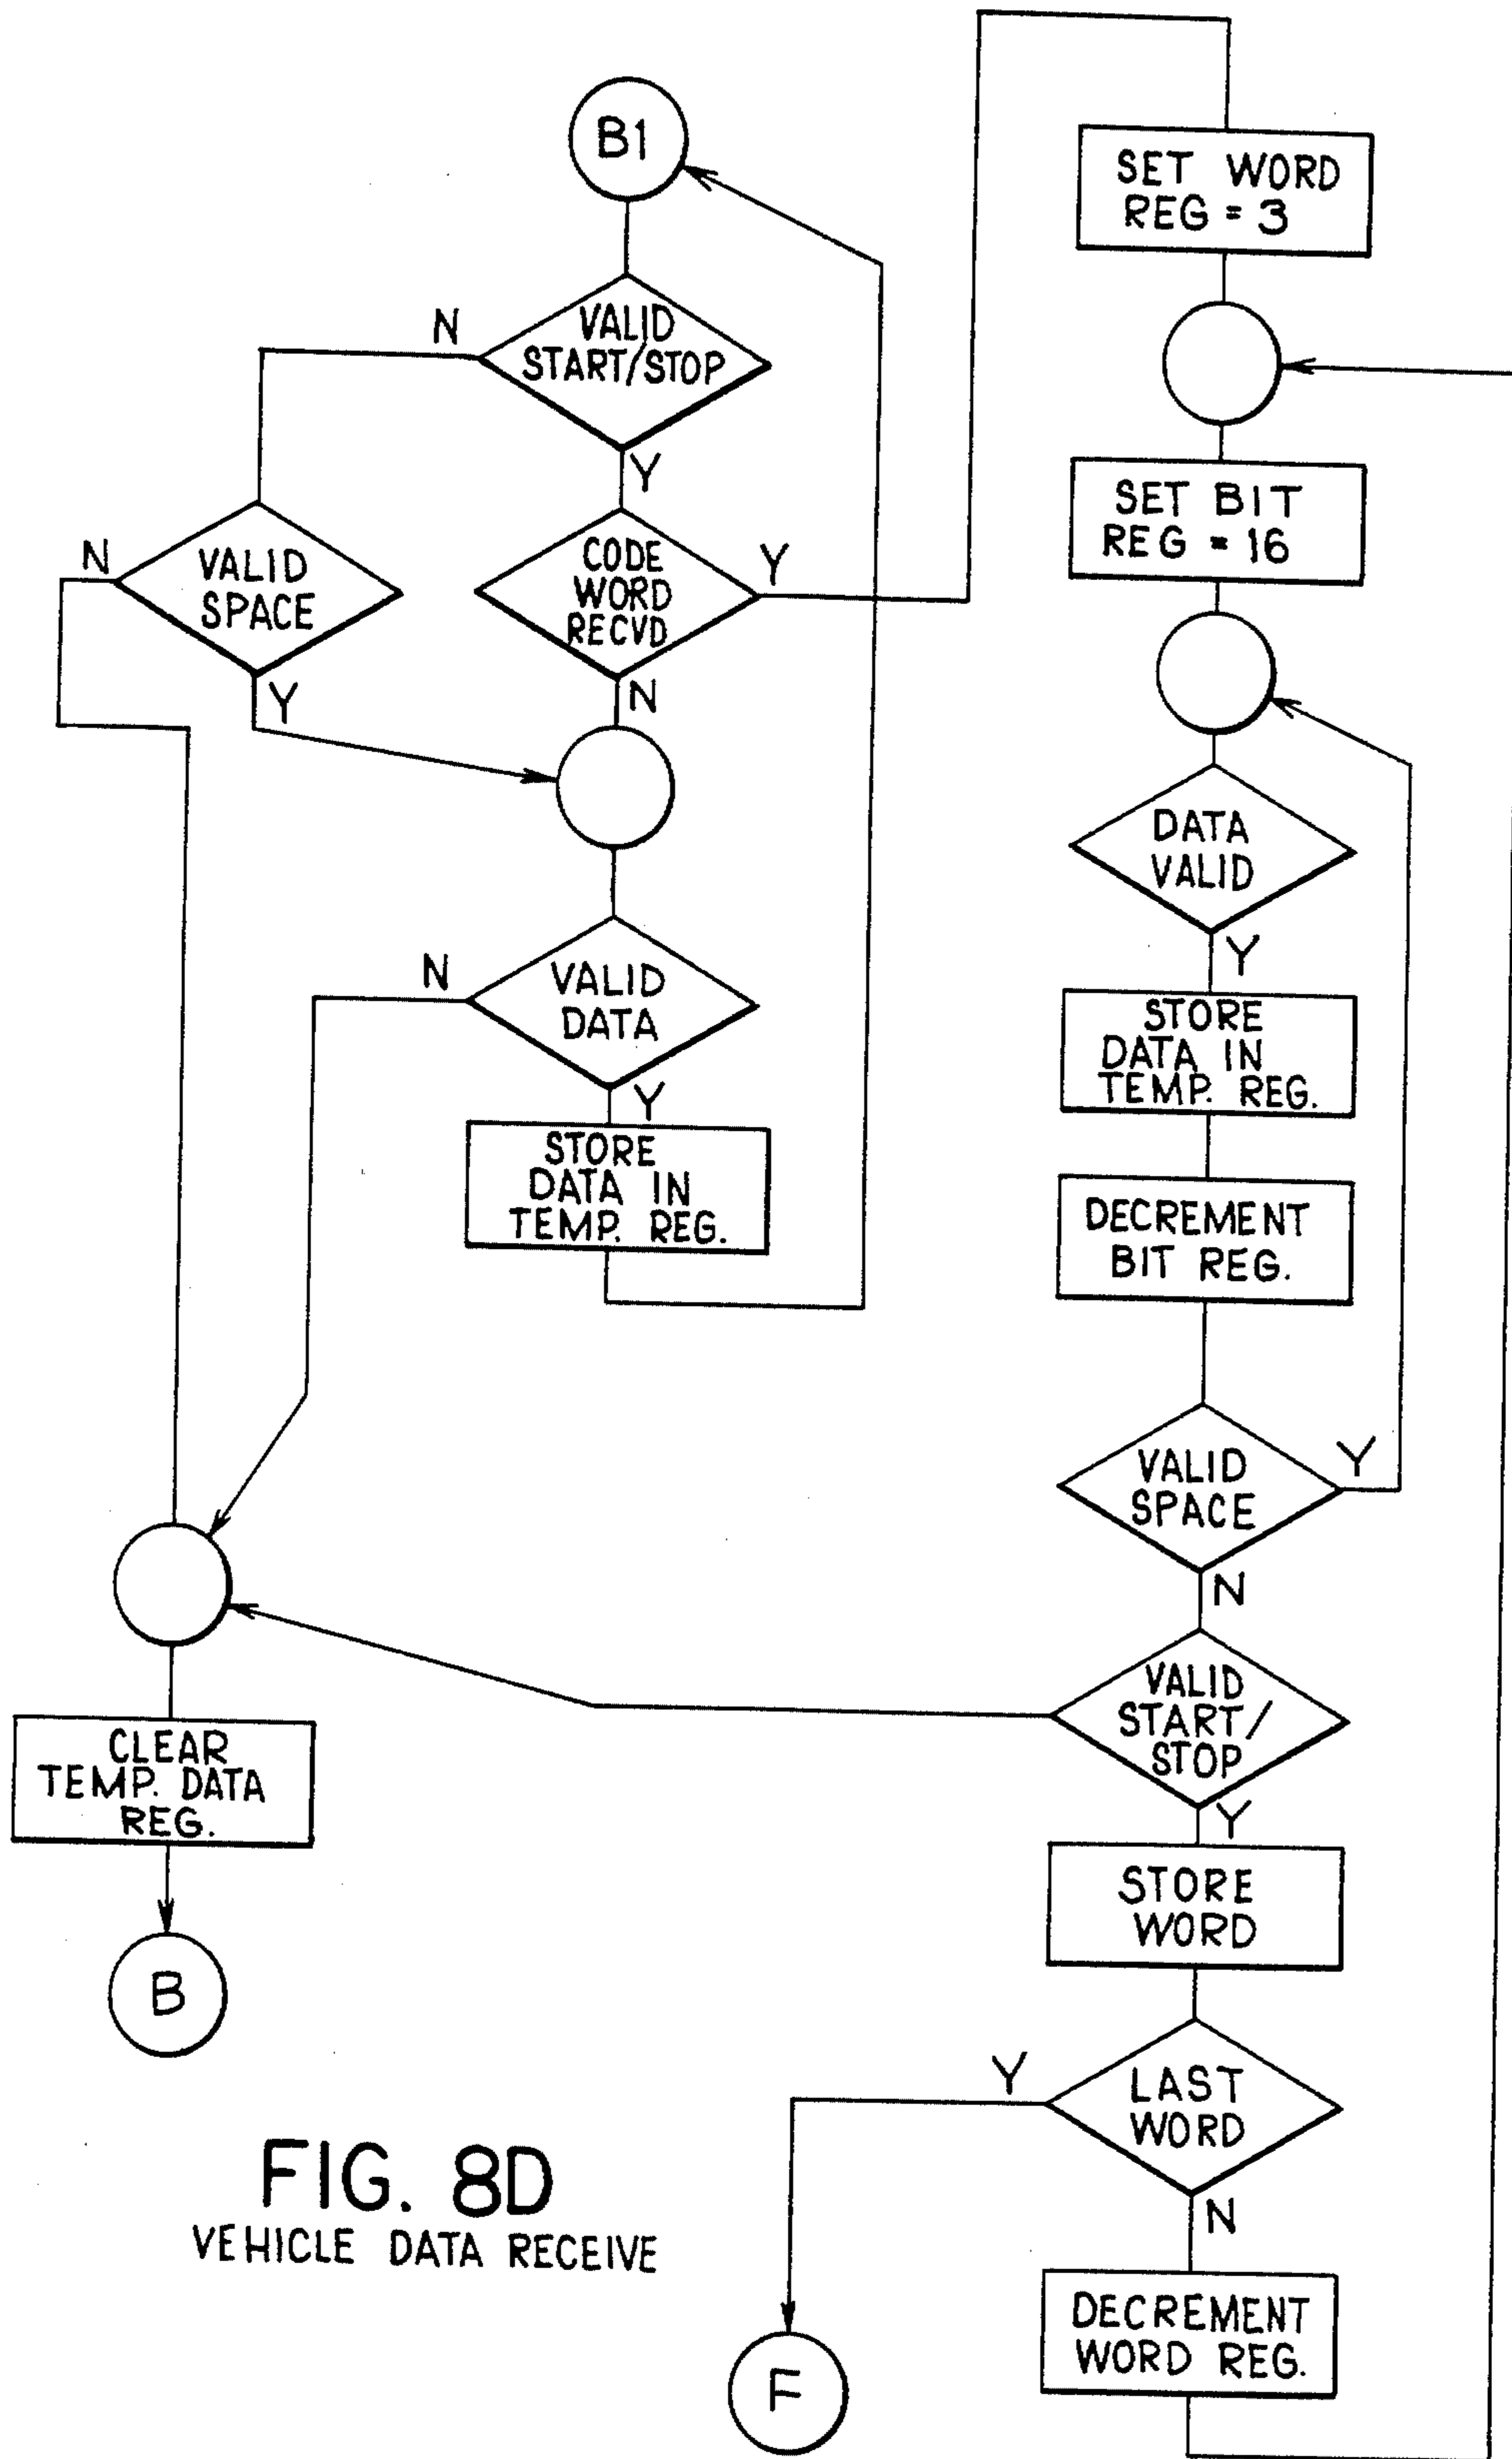 B1
VALID
START/STOP
N
Y
VALID
SPACE
N
Y
CODE
WORD
RECVD
Y
N
VALID
DATA
N
Y
STORE
DATA IN
TEMP. REG.
CLEAR
TEMP. DATA
REG.
B
SET WORD
REG = 3
SET BIT
REG = 16
DATA
VALID
Y
STORE
DATA IN
TEMP. REG.
DECREMENT
BIT REG.
VALID
SPACE
Y
N
VALID
START/
STOP
Y
STORE
WORD
LAST
WORD
Y
N
DECREMENT
WORD REG.
F
FIG. 8D
VEHICLE DATA RECEIVE